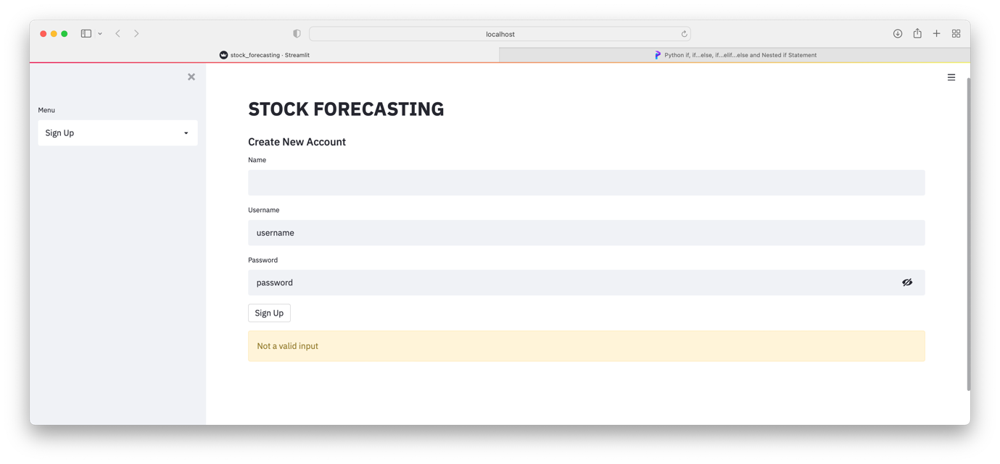 localhost
stock_forecasting · Streamlit
Python if, if...else, if...elif...else and Nested if Statement
Menu
Sign Up
STOCK FORECASTING
Create New Account
Name
Username
username
Password
password
Sign Up
Not a valid input